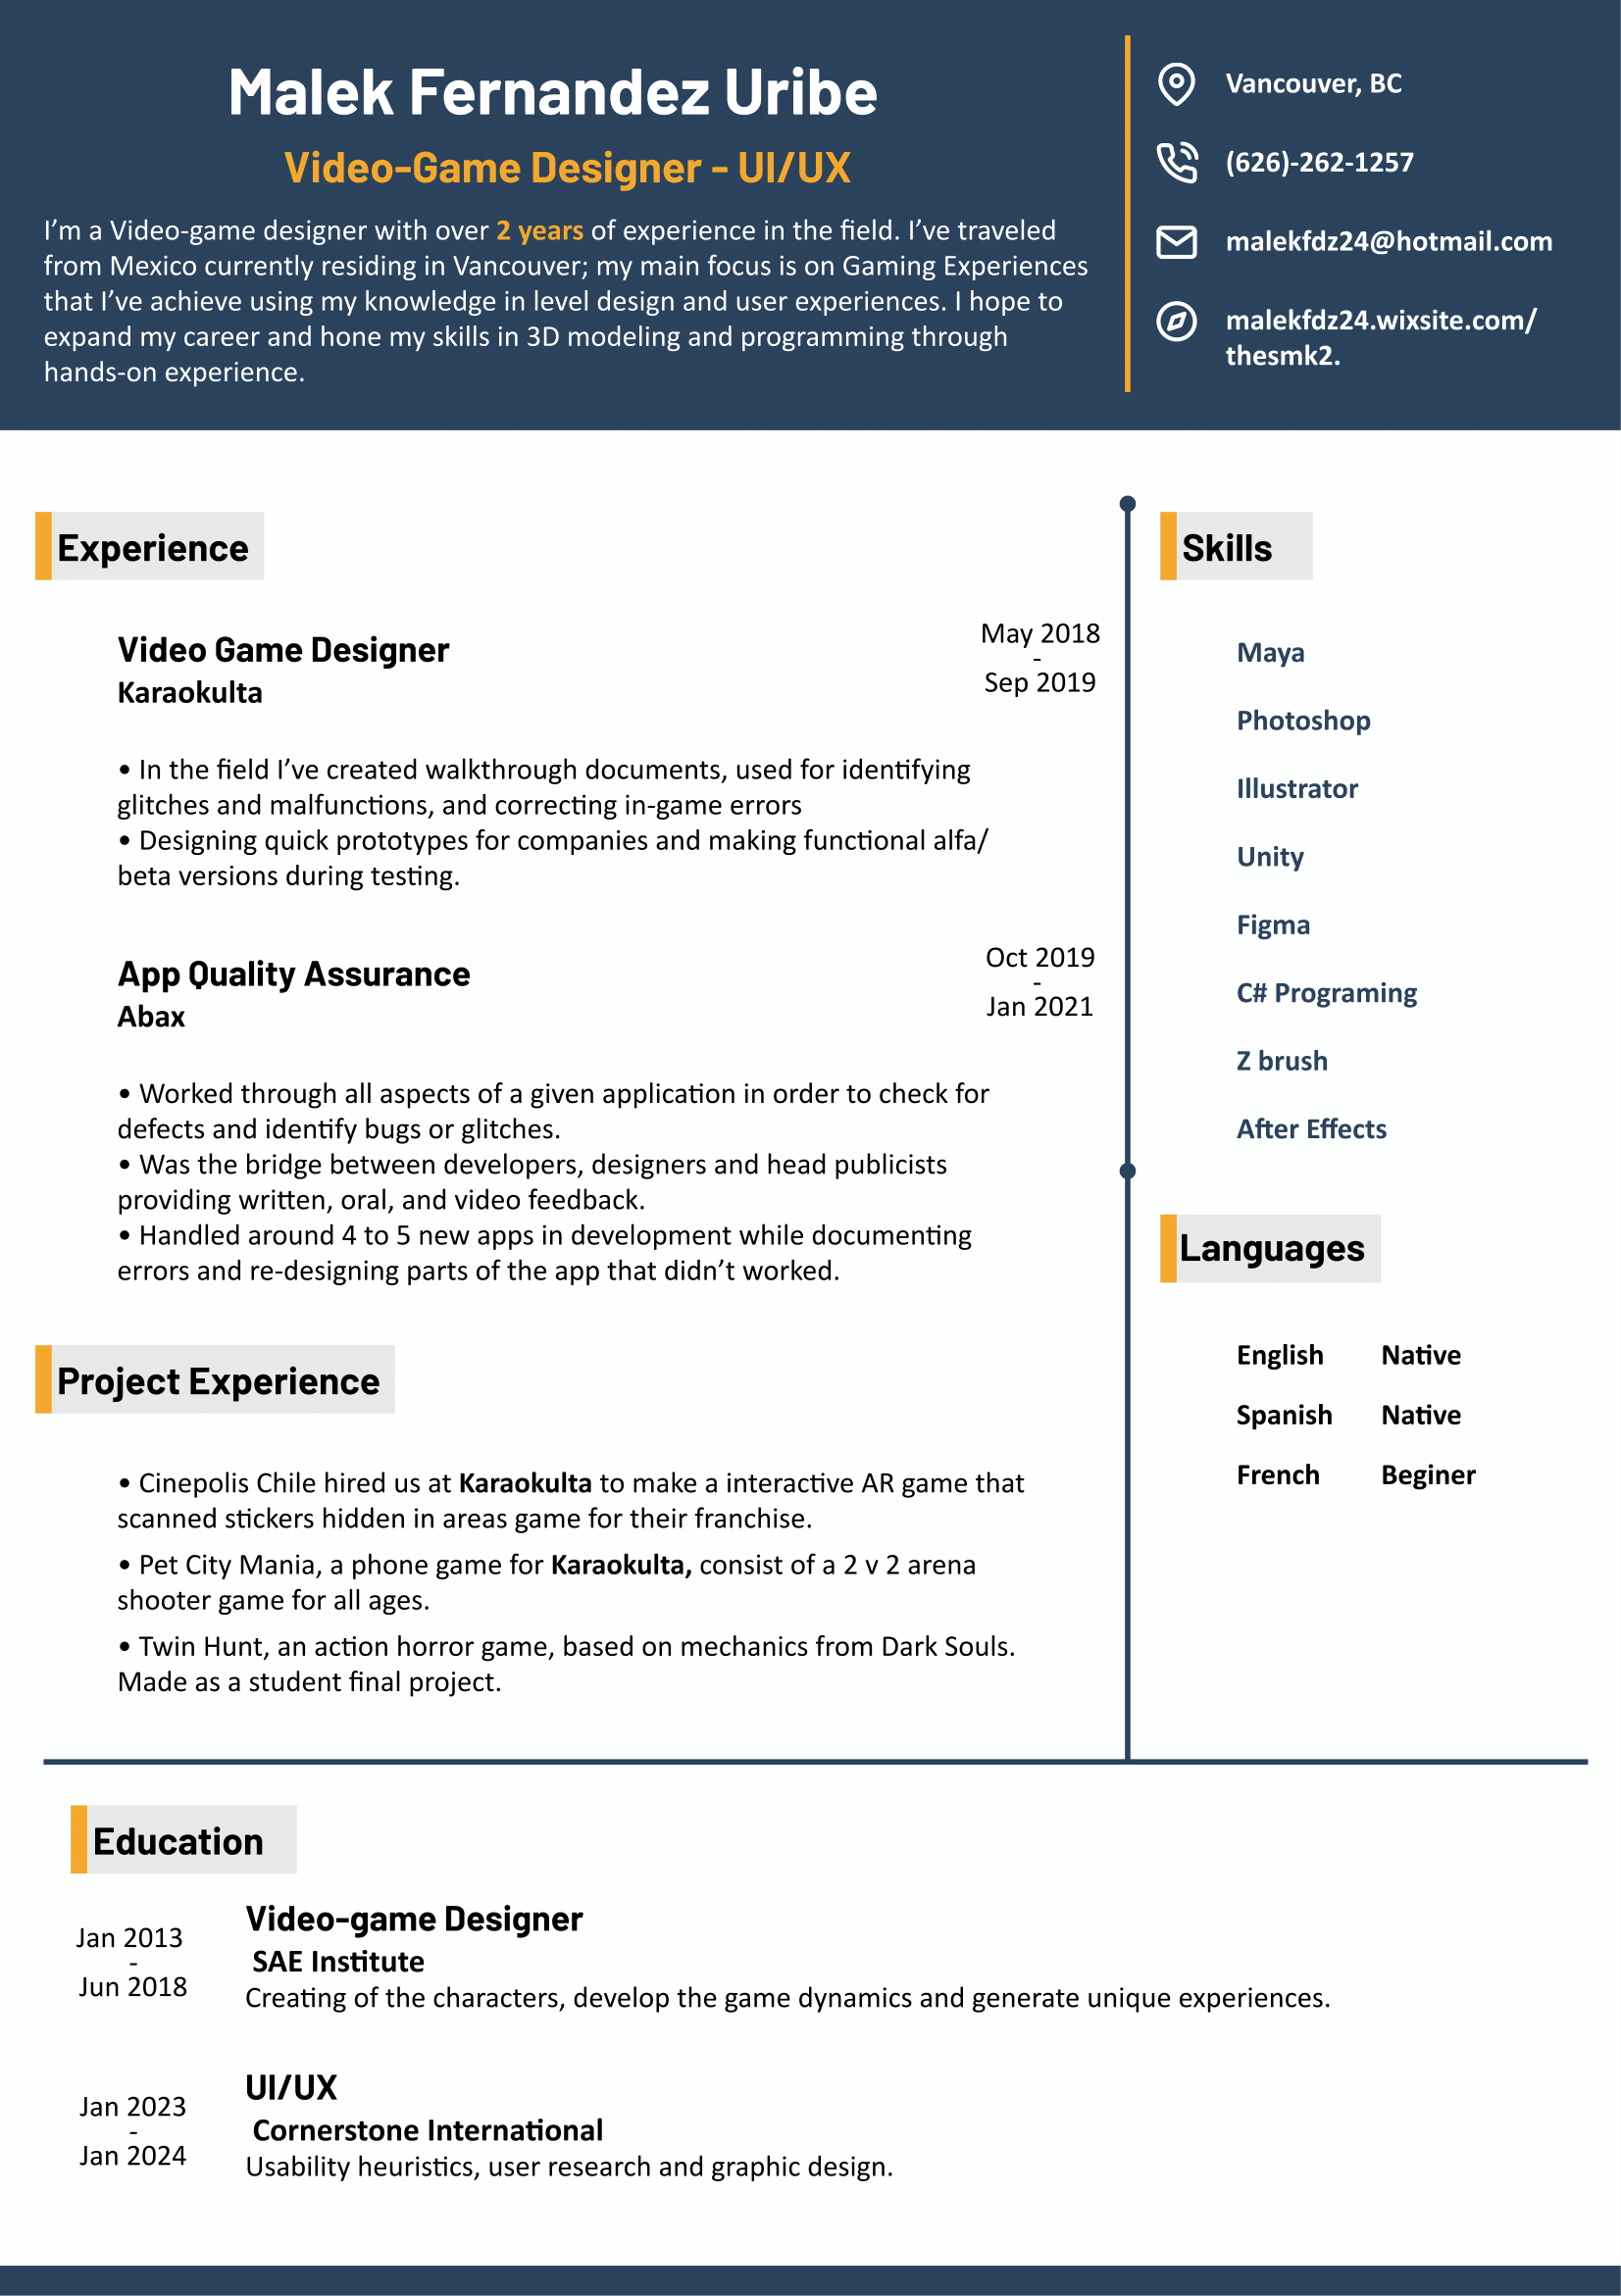 Malek Fernandez Uribe
Video-Game Designer - UI/UX
I’m a Video-game designer with over 2 years of experience in the field. I’ve traveled
from Mexico currently residing in Vancouver; my main focus is on Gaming Experiences
that I’ve achieve using my knowledge in level design and user experiences. I hope to
expand my career and hone my skills in 3D modeling and programming through
hands-on experience.
Vancouver, BC
(626)-262-1257
malekfdz24@hotmail.com
malekfdz24.wixsite.com/
thesmk2.
Experience
Video Game Designer
Karaokulta
May 2018
-
Sep 2019
• In the field I’ve created walkthrough documents, used for identifying
glitches and malfunctions, and correcting in-game errors
• Designing quick prototypes for companies and making functional alfa/
beta versions during testing.
App Quality Assurance
Abax
Oct 2019
-
Jan 2021
• Worked through all aspects of a given application in order to check for
defects and identify bugs or glitches.
• Was the bridge between developers, designers and head publicists
providing written, oral, and video feedback.
• Handled around 4 to 5 new apps in development while documenting
errors and re-designing parts of the app that didn’t worked.
Project Experience
• Cinepolis Chile hired us at Karaokulta to make a interactive AR game that
scanned stickers hidden in areas game for their franchise.
• Pet City Mania, a phone game for Karaokulta, consist of a 2 v 2 arena
shooter game for all ages.
• Twin Hunt, an action horror game, based on mechanics from Dark Souls.
Made as a student final project.
Skills
Maya
Photoshop
Illustrator
Unity
Figma
C# Programing
Z brush
After Effects
Languages
English Native
Spanish Native
French Beginer
Education
Jan 2013
-
Jun 2018
Video-game Designer
SAE Institute
Creating of the characters, develop the game dynamics and generate unique experiences.
Jan 2023
-
Jan 2024
UI/UX
Cornerstone International
Usability heuristics, user research and graphic design.